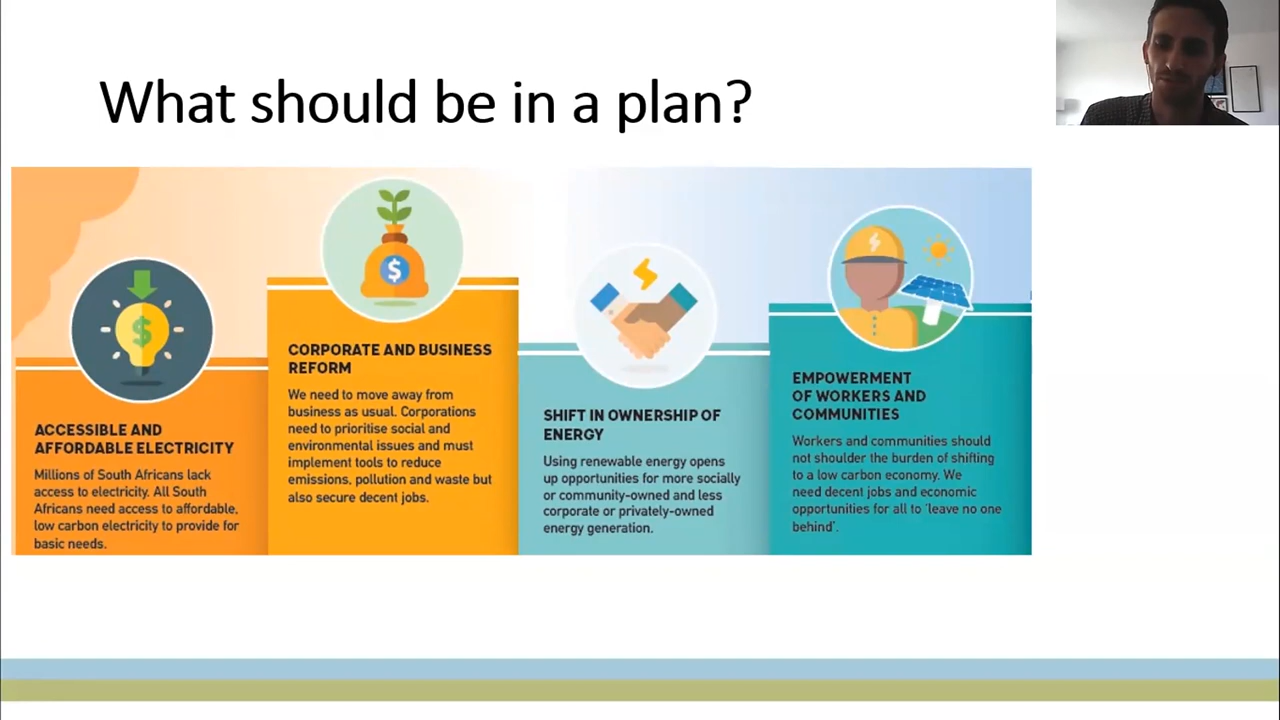 What should be in a plan?
ACCESSIBLE AND
AFFORDABLE ELECTRICITY
Millions of South Africans lack
access to electricity. All South
Africans need access to affordable,
low carbon electricity to provide for
basic needs.
CORPORATE AND BUSINESS
REFORM
We need to move away from
business as usual. Corporations
need to prioritise social and
environmental issues and must
implement tools to reduce
emissions, pollution and waste but
also secure decent jobs.
SHIFT IN OWNERSHIP OF
ENERGY
Using renewable energy opens
up opportunities for more socially
or community-owned and less
corporate or privately-owned
energy generation.
EMPOWERMENT
OF WORKERS AND
COMMUNITIES
Workers and communities should
not shoulder the burden of shifting
to a low carbon economy. We
need decent jobs and economic
opportunities for all to 'leave no one
behind'.